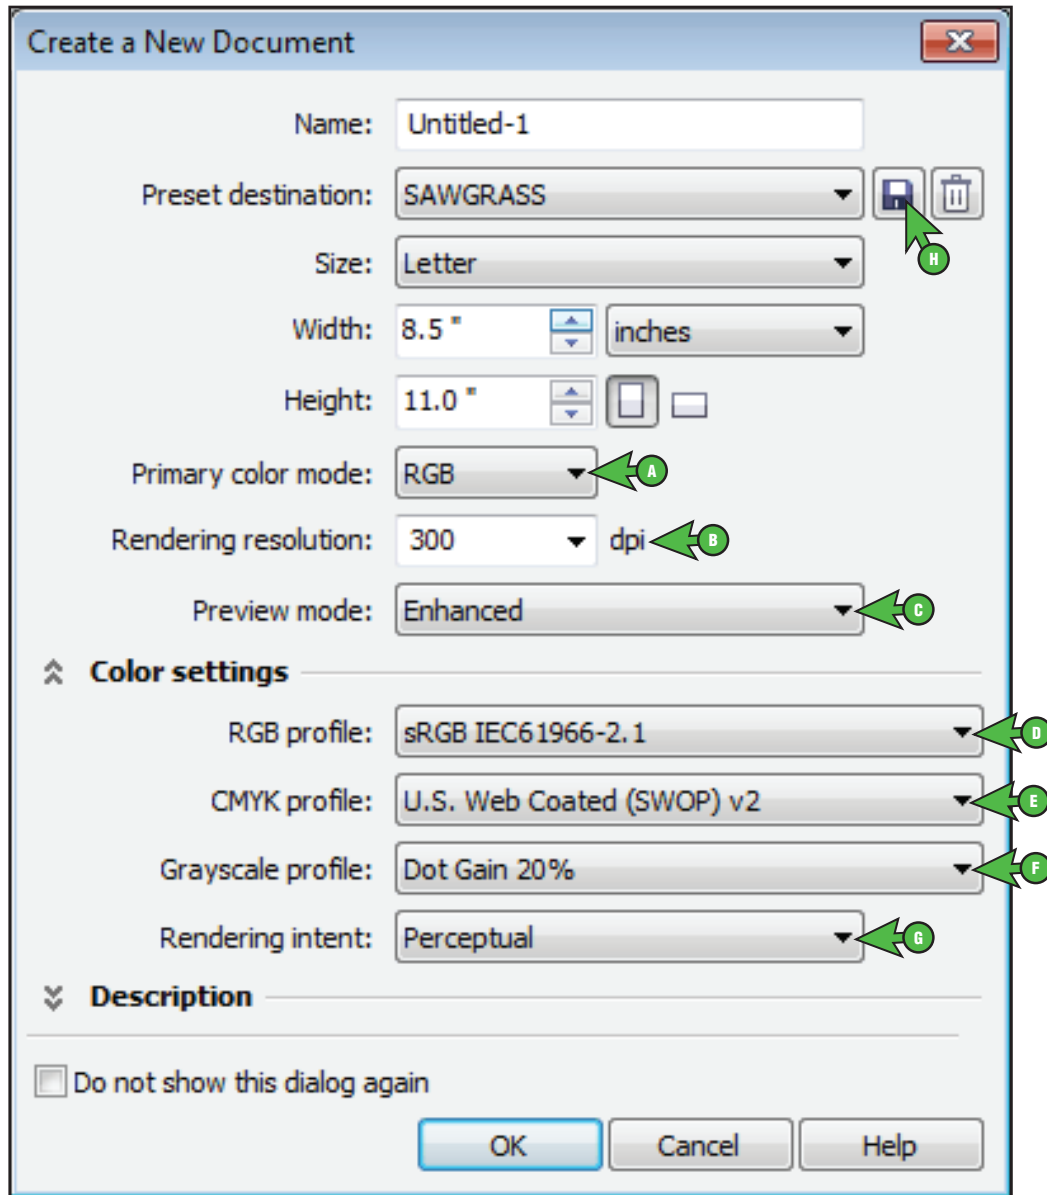 Create a New Document
Name: Untitled-1
Preset destination: SAWGRASS
H
Size: Letter
Width: 8.5 " inches
Height: 11.0 "
Primary color mode: RGB A
Rendering resolution: 300 dpi B
Preview mode: Enhanced C
Color settings
RGB profile: sRGB IEC61966-2.1 D
CMYK profile: U.S. Web Coated (SWOP) v2 E
Grayscale profile: Dot Gain 20% F
Rendering intent: Perceptual G
Description
Do not show this dialog again
OK Cancel Help